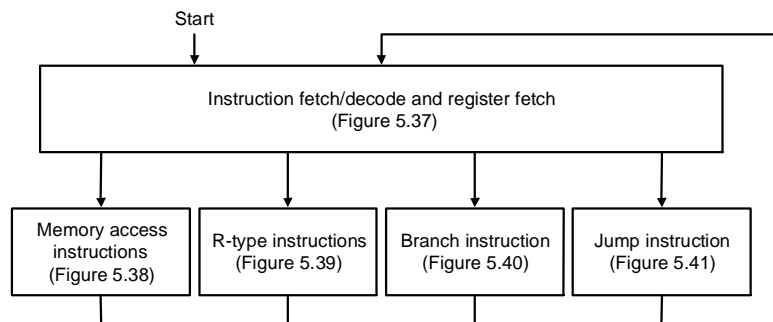 Start
Instruction fetch/decode and register fetch
(Figure 5.37)
Memory access
instructions
(Figure 5.38)
R-type instructions
(Figure 5.39)
Branch instruction
(Figure 5.40)
Jump instruction
(Figure 5.41)